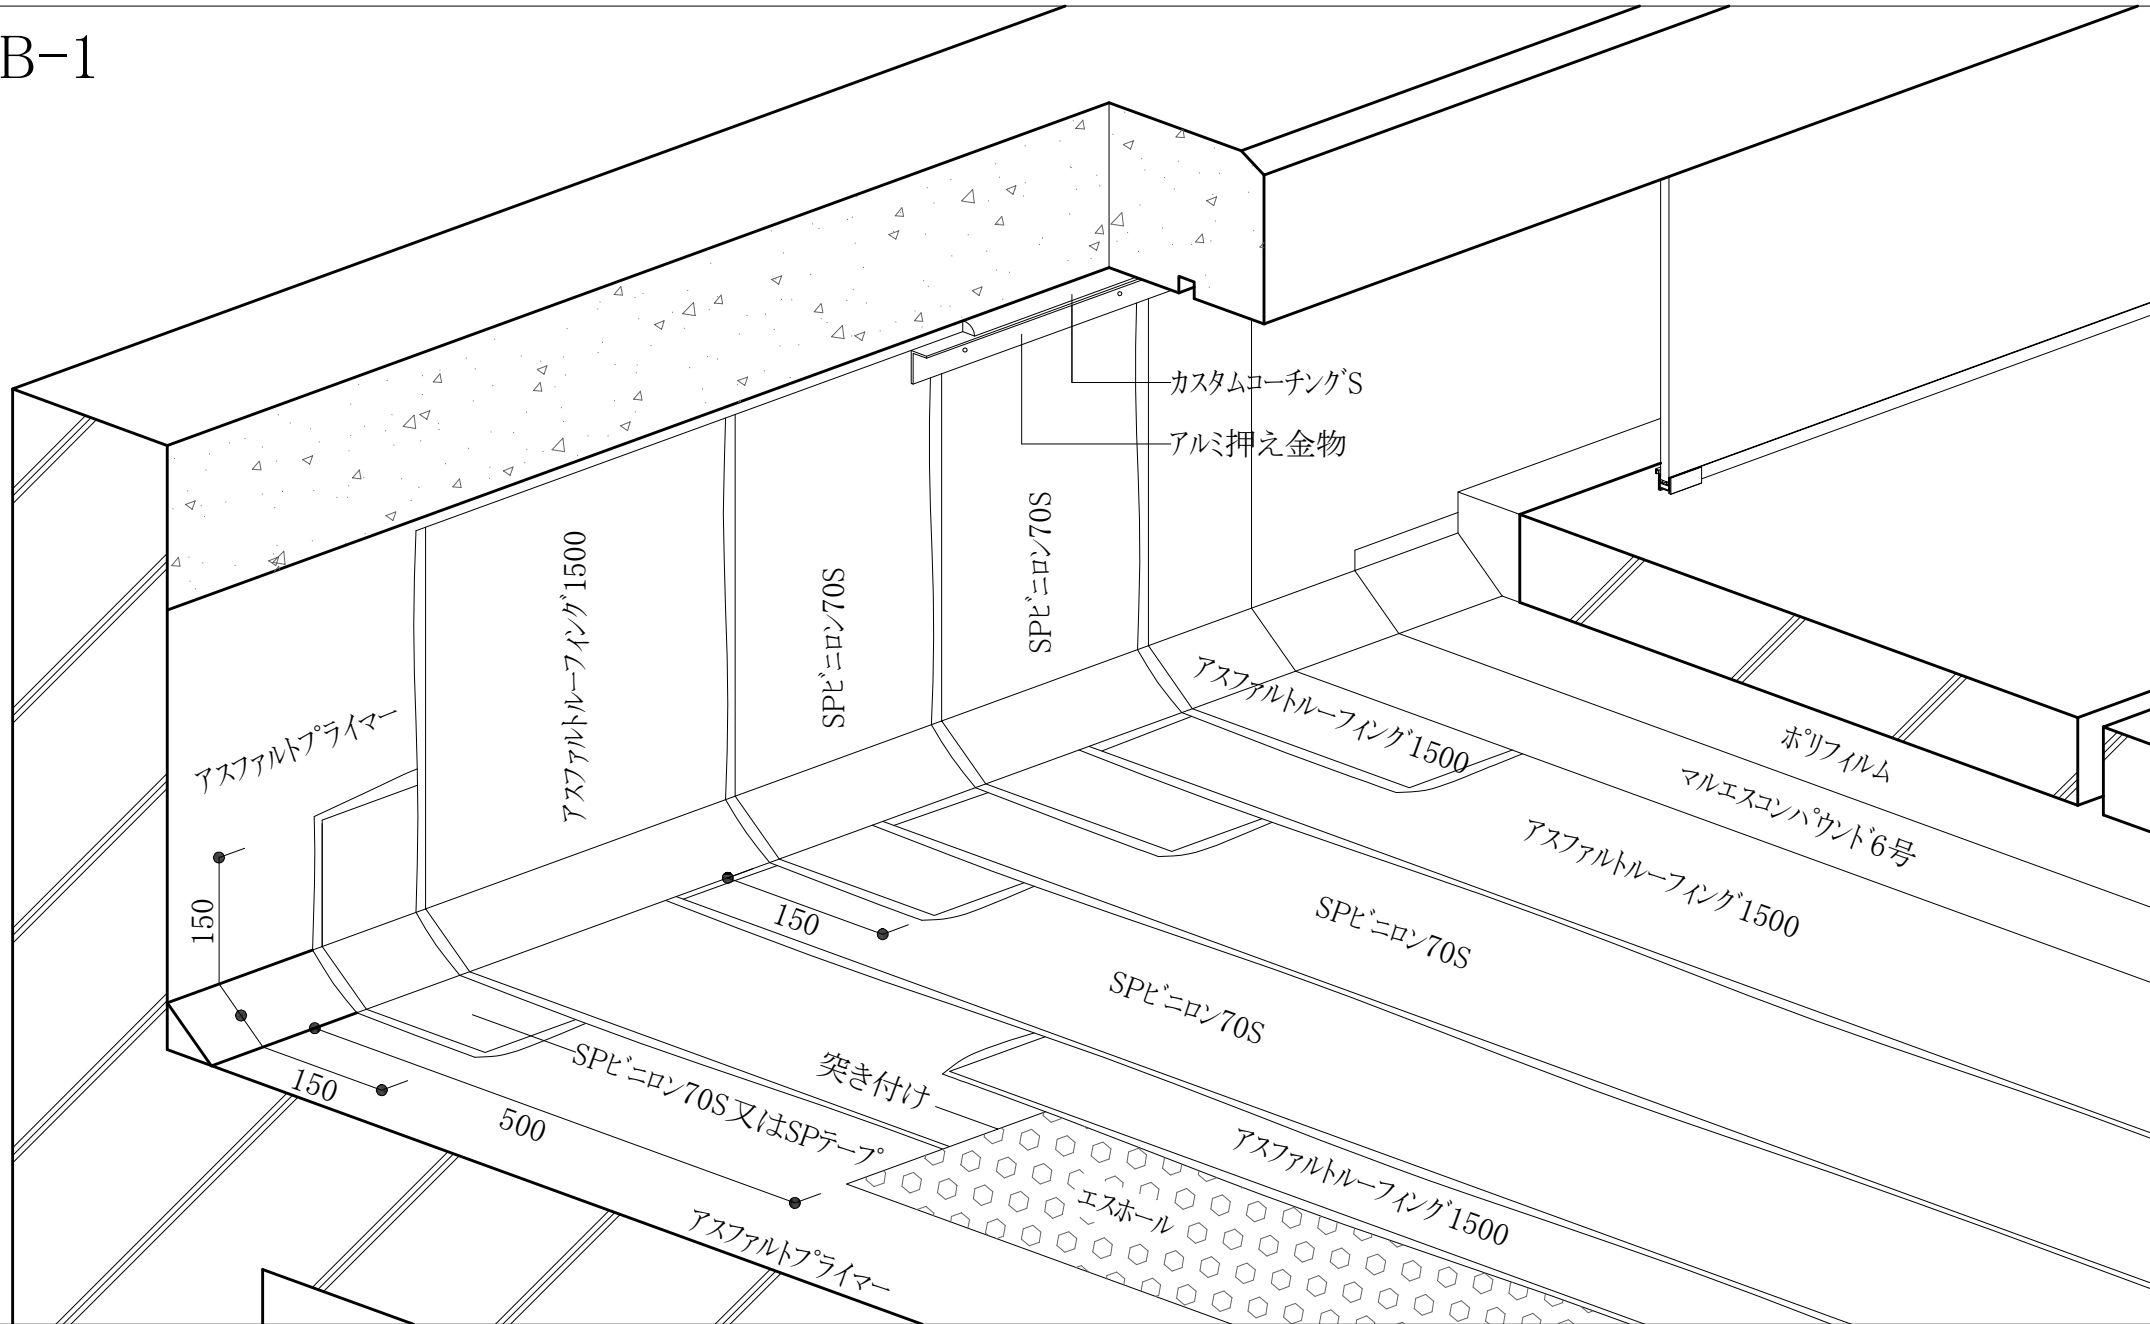 B-1
カスタムコーチングS
アルミ押え金物
アスファルトルーフィング1500
SPビニロン70S
SPビニロン70S
アスファルトプライマー
アスファルトルーフィング1500
ポリフィルム
マルエスコンパウンド6号
アスファルトルーフィング1500
SPビニロン70S
SPビニロン70S
150
150
150
500
SPビニロン70S又はSPテープ
突き付け
アスファルトルーフィング1500
エスホール
アスファルトプライマー